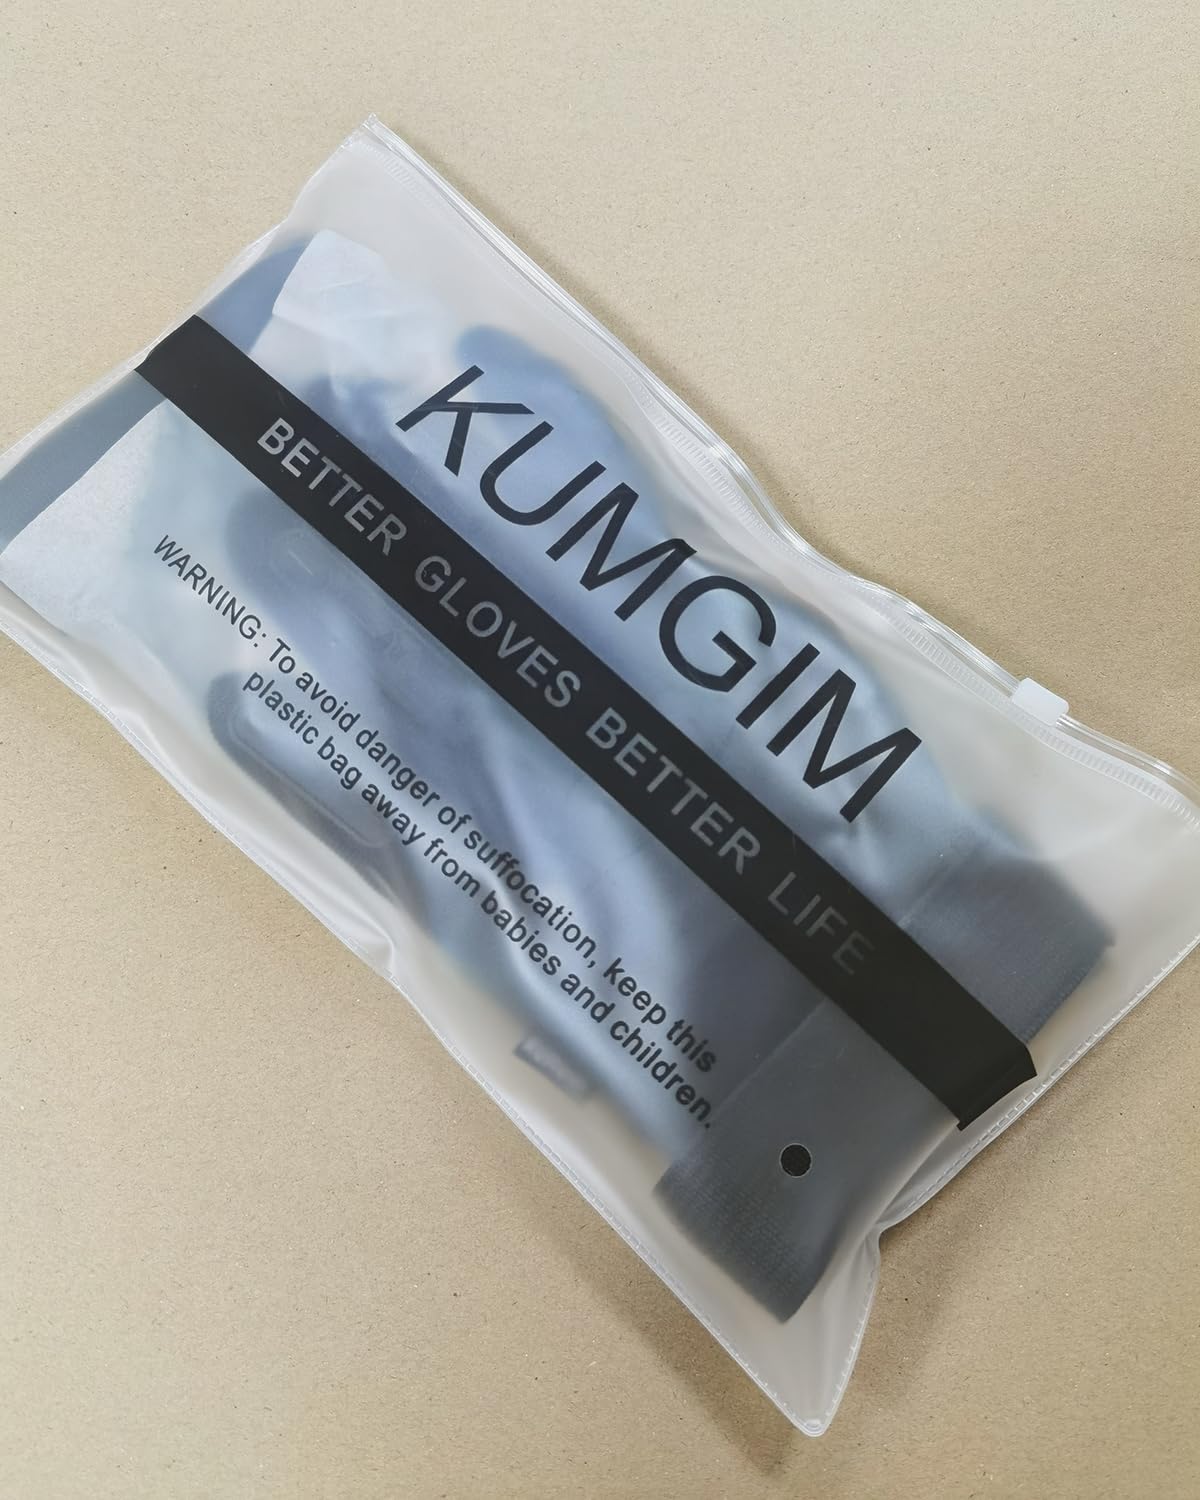 KUMGIM
BETTER GLOVES BETTER LIFE
WARNING: To avoid danger of suffocation, keep this
plastic bag away from babies and children.